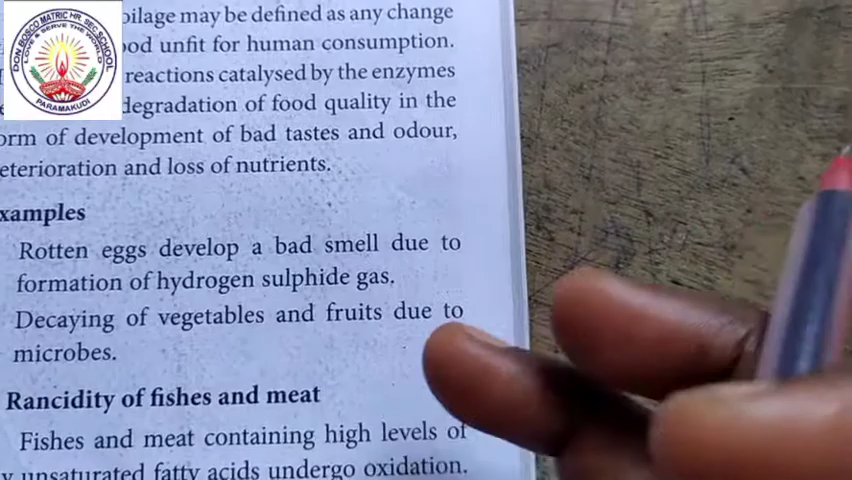 DON BOSCO MATRIC HR. SEC SCHOOL
LOVE & SERVE THE WORLD
PARAMAKUDI
oilage may be defined as any change
ood unfit for human consumption.
reactions catalysed by the enzymes
degradation of food quality in the
orm of development of bad tastes and odour,
eterioration and loss of nutrients.
xamples
Rotten eggs develop a bad smell due to
formation of hydrogen sulphide gas.
Decaying of vegetables and fruits due to
microbes.
Rancidity of fishes and meat
Fishes and meat containing high levels of
y unsaturated fatty acids undergo oxidation.